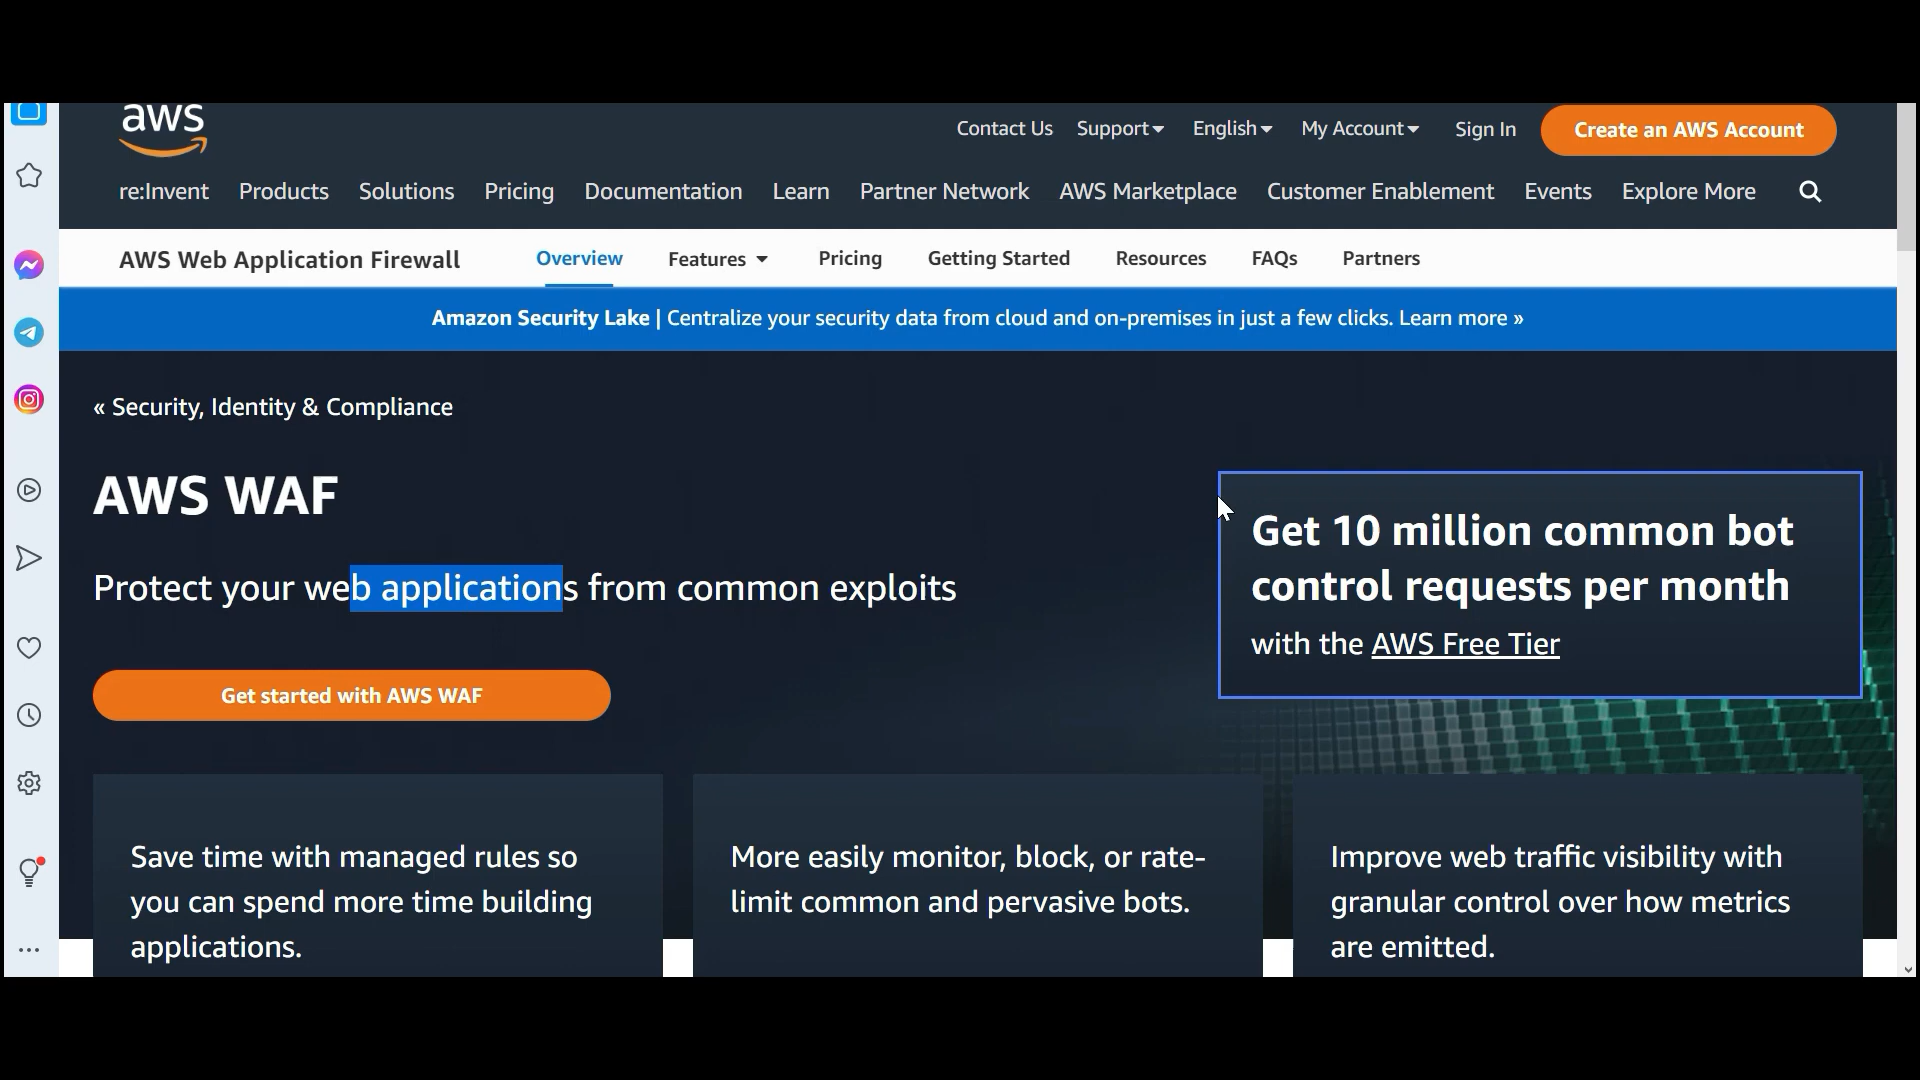 aws
Contact Us Support English My Account Sign In Create an AWS Account
re:Invent Products Solutions Pricing Documentation Learn Partner Network AWS Marketplace Customer Enablement Events Explore More
AWS Web Application Firewall Overview Features Pricing Getting Started Resources FAQs Partners
Amazon Security Lake | Centralize your security data from cloud and on-premises in just a few clicks. Learn more »
« Security, Identity & Compliance
AWS WAF
Protect your web applications from common exploits
Get started with AWS WAF
Get 10 million common bot
control requests per month
with the AWS Free Tier
Save time with managed rules so
you can spend more time building
applications.
More easily monitor, block, or rate-
limit common and pervasive bots.
Improve web traffic visibility with
granular control over how metrics
are emitted.